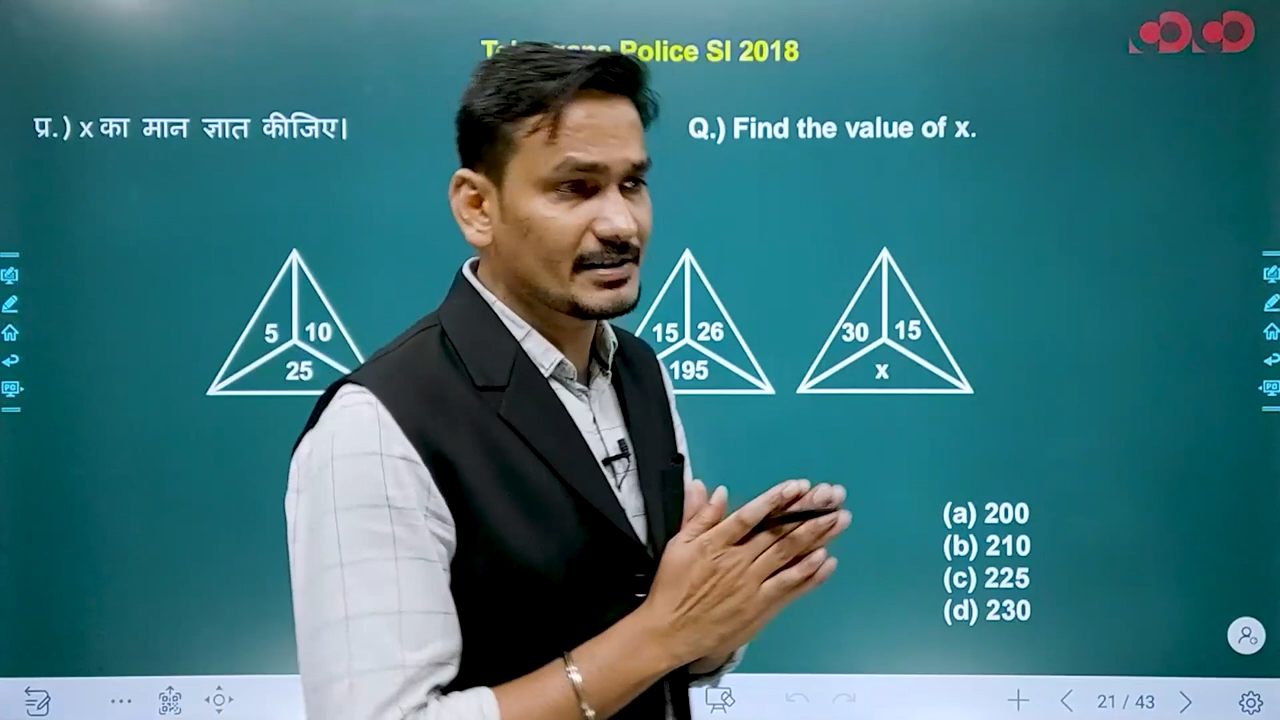 Police SI 2018
प्र.) x का मान ज्ञात कीजिए।
Q.) Find the value of x.
5 10
25
15 26
195
30 15
x
(a) 200
(b) 210
(c) 225
(d) 230
21 / 43